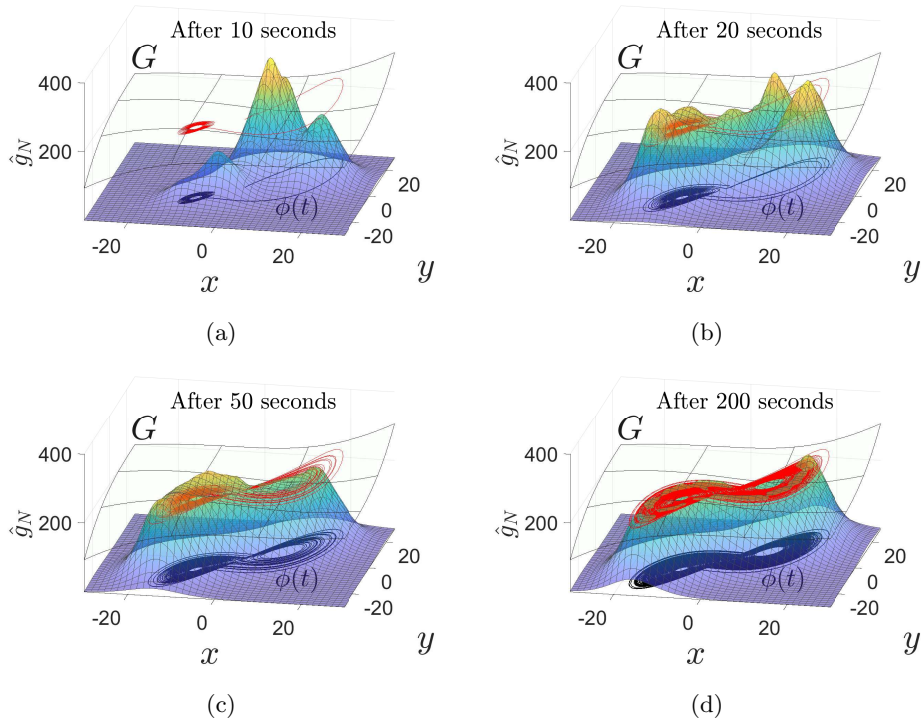 After 10 seconds
G
400
200
ĝ_N
ϕ(t)
20
0
-20
-20
0
20
x
y
(a)
After 20 seconds
G
400
200
ĝ_N
ϕ(t)
20
0
-20
-20
0
20
x
y
(b)
After 50 seconds
G
400
200
ĝ_N
ϕ(t)
20
0
-20
-20
0
20
x
y
(c)
After 200 seconds
G
400
200
ĝ_N
ϕ(t)
20
0
-20
-20
0
20
x
y
(d)